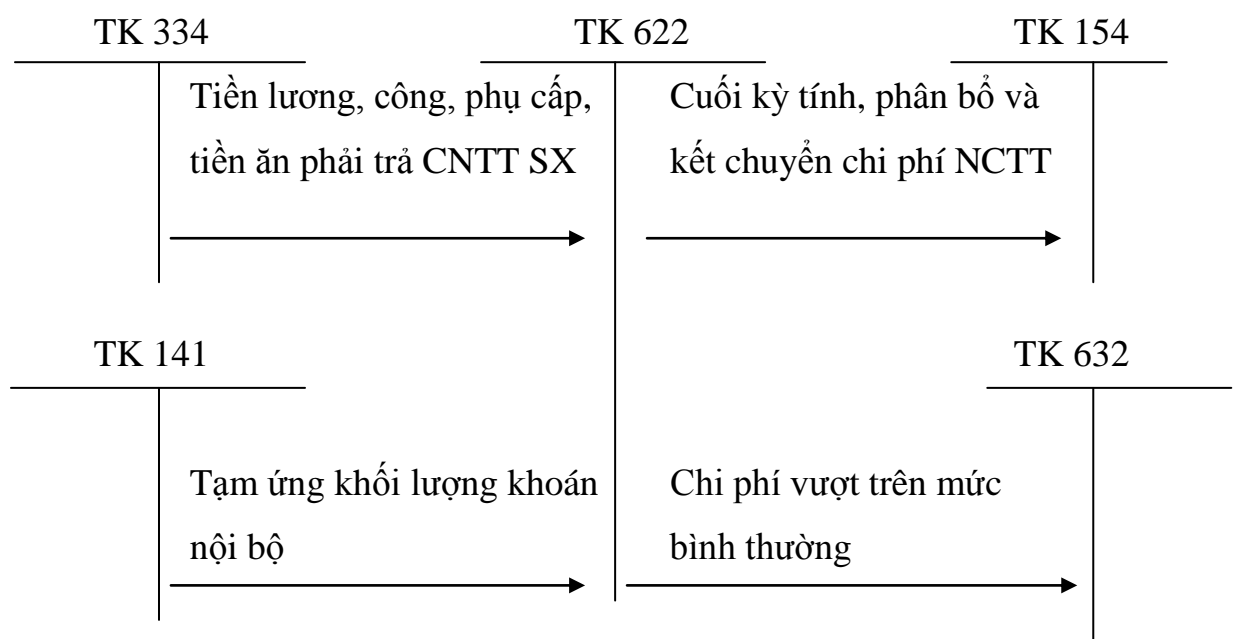 TK 334
TK 622
TK 154
Tiền lương, công, phụ cấp,
tiền ăn phải trả CNTT SX
Cuối kỳ tính, phân bổ và
kết chuyển chi phí NCTT
TK 141
TK 632
Tạm ứng khối lượng khoán
nội bộ
Chi phí vượt trên mức
bình thường